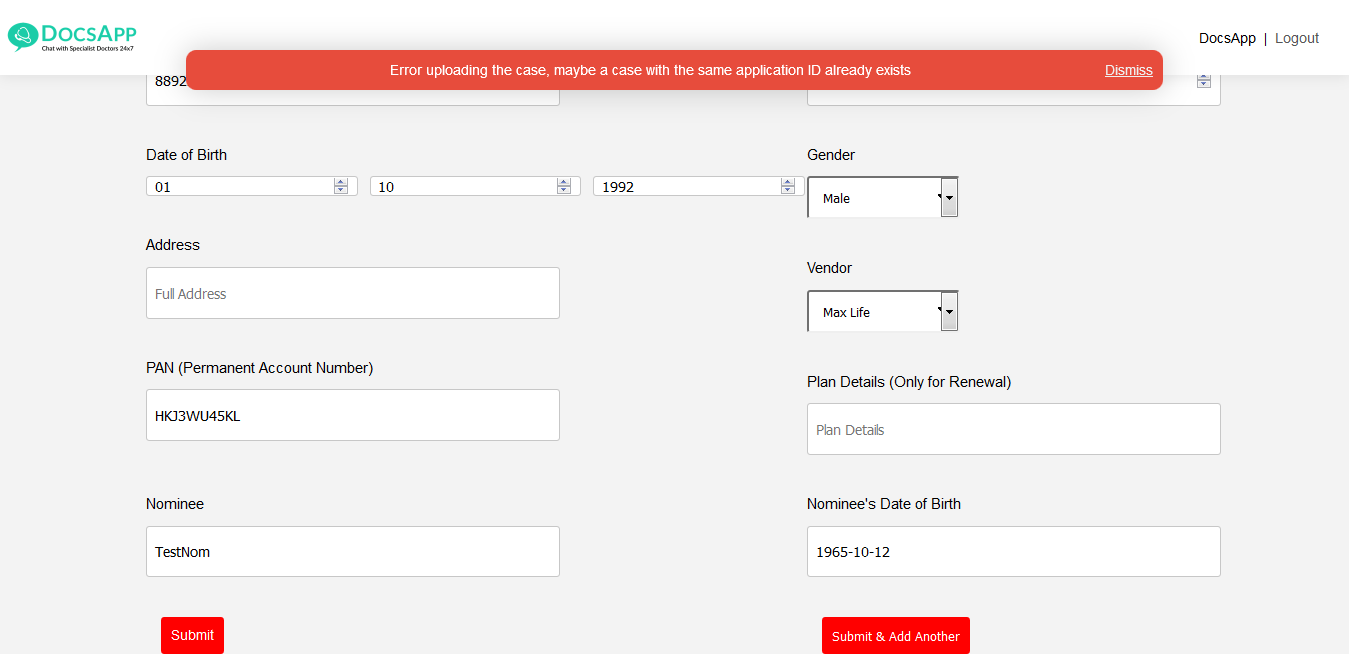 DOCSAPP
Chat with Specialist Doctors 24x7
DocsApp | Logout
Error uploading the case, maybe a case with the same application ID already exists
Dismiss
8892
Date of Birth
Gender
01
10
1992
Male
Address
Vendor
Full Address
Max Life
PAN (Permanent Account Number)
Plan Details (Only for Renewal)
HKJ3WU45KL
Plan Details
Nominee
Nominee's Date of Birth
TestNom
1965-10-12
Submit
Submit & Add Another